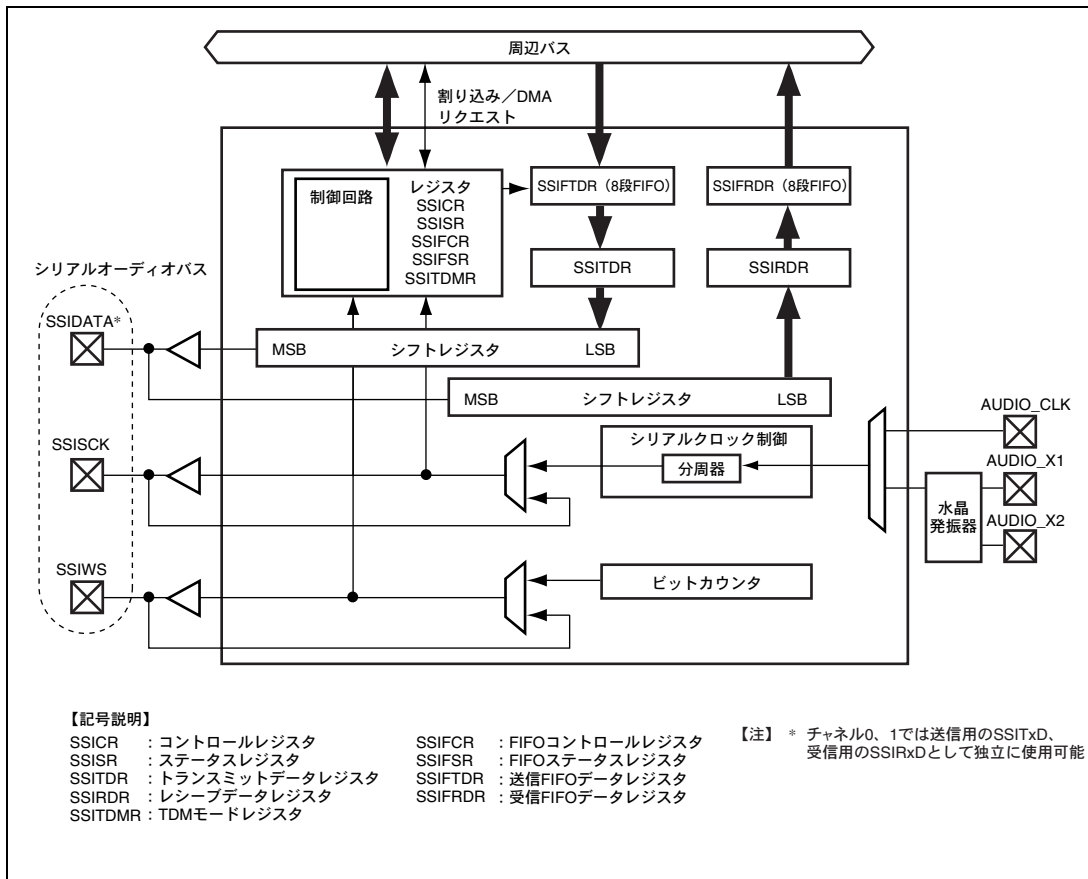 周辺バス
割り込み／DMA
リクエスト
制御回路
レジスタ
SSICR
SSISR
SSIFCR
SSIFSR
SSITDMR
SSIFTDR（8段FIFO）
SSIFRDR（8段FIFO）
SSITDR
SSIRDR
シリアルオーディオバス
SSIDATA*
MSB シフトレジスタ LSB
MSB シフトレジスタ LSB
SSISCK
シリアルクロック制御
分周器
AUDIO_CLK
AUDIO_X1
水晶
発振器
AUDIO_X2
SSIWS
ビットカウンタ
【記号説明】
SSICR ：コントロールレジスタ
SSISR ：ステータスレジスタ
SSITDR ：トランスミットデータレジスタ
SSIRDR ：レシーブデータレジスタ
SSITDMR ：TDMモードレジスタ
SSIFCR ：FIFOコントロールレジスタ
SSIFSR ：FIFOステータスレジスタ
SSIFTDR ：送信FIFOデータレジスタ
SSIFRDR ：受信FIFOデータレジスタ
【注】 * チャネル0、1では送信用のSSITxD、
受信用のSSIRxDとして独立に使用可能